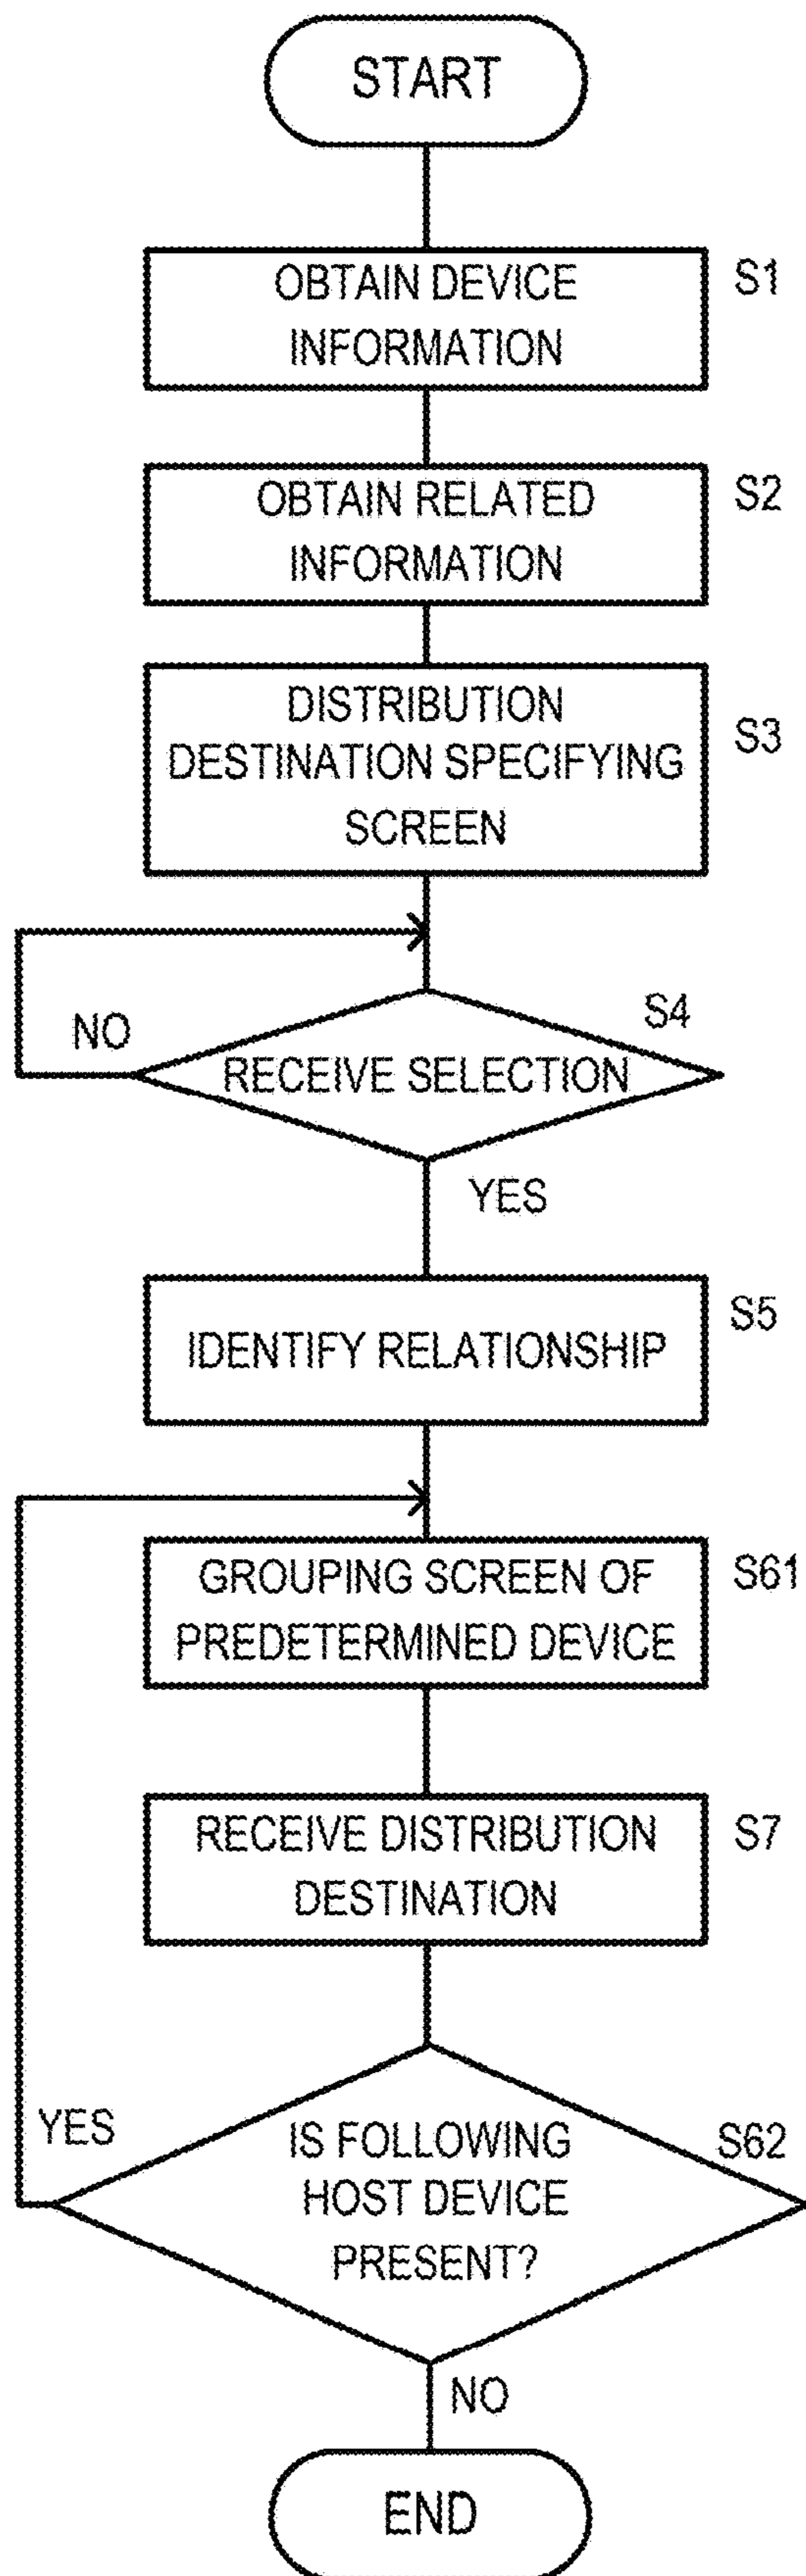 START
OBTAIN DEVICE
INFORMATION
S1
OBTAIN RELATED
INFORMATION
S2
DISTRIBUTION
DESTINATION SPECIFYING
SCREEN
S3
S4
NO
RECEIVE SELECTION
YES
IDENTIFY RELATIONSHIP
S5
GROUPING SCREEN OF
PREDETERMINED DEVICE
S61
RECEIVE DISTRIBUTION
DESTINATION
S7
YES
IS FOLLOWING
HOST DEVICE
PRESENT?
S62
NO
END